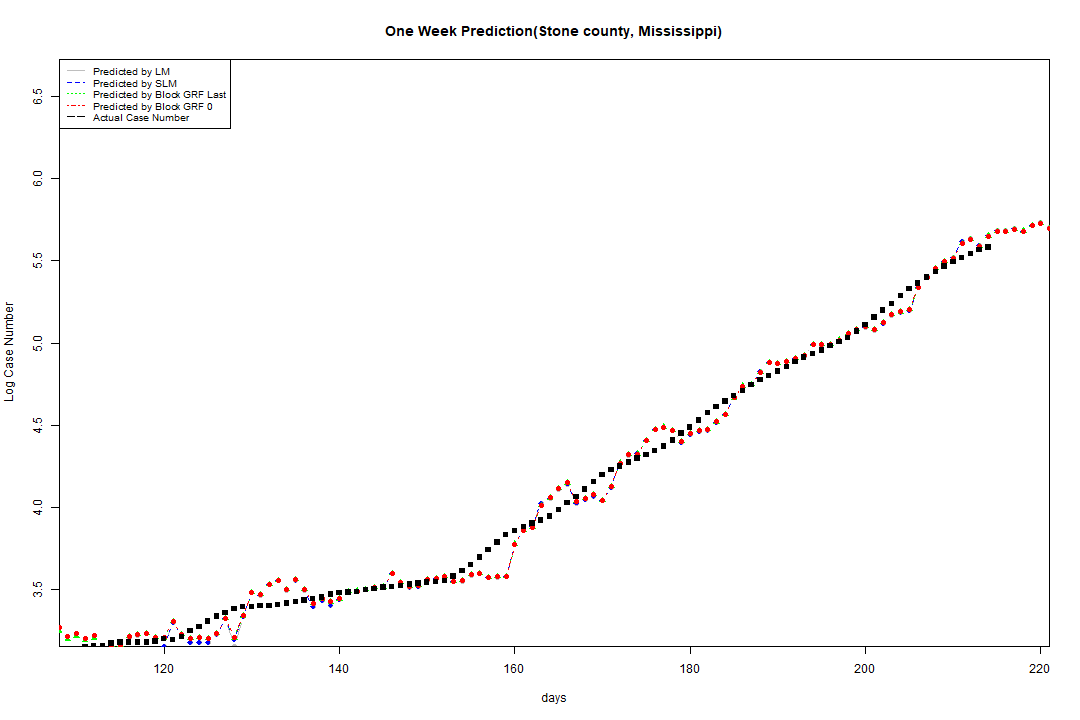 One Week Prediction(Stone county, Mississippi)
Predicted by LM
Predicted by SLM
Predicted by Block GRF Last
Predicted by Block GRF 0
Actual Case Number
6.5
6.0
5.5
5.0
4.5
4.0
3.5
Log Case Number
120 140 160 180 200 220
days